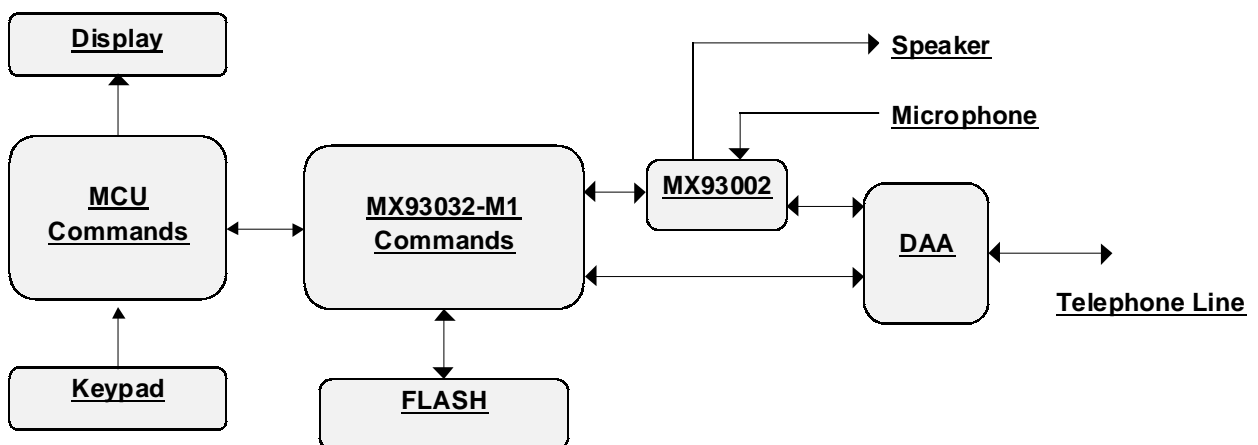 Display
Speaker
Microphone
MCU
Commands
MX93032-M1
Commands
MX93002
DAA
Telephone Line
Keypad
FLASH